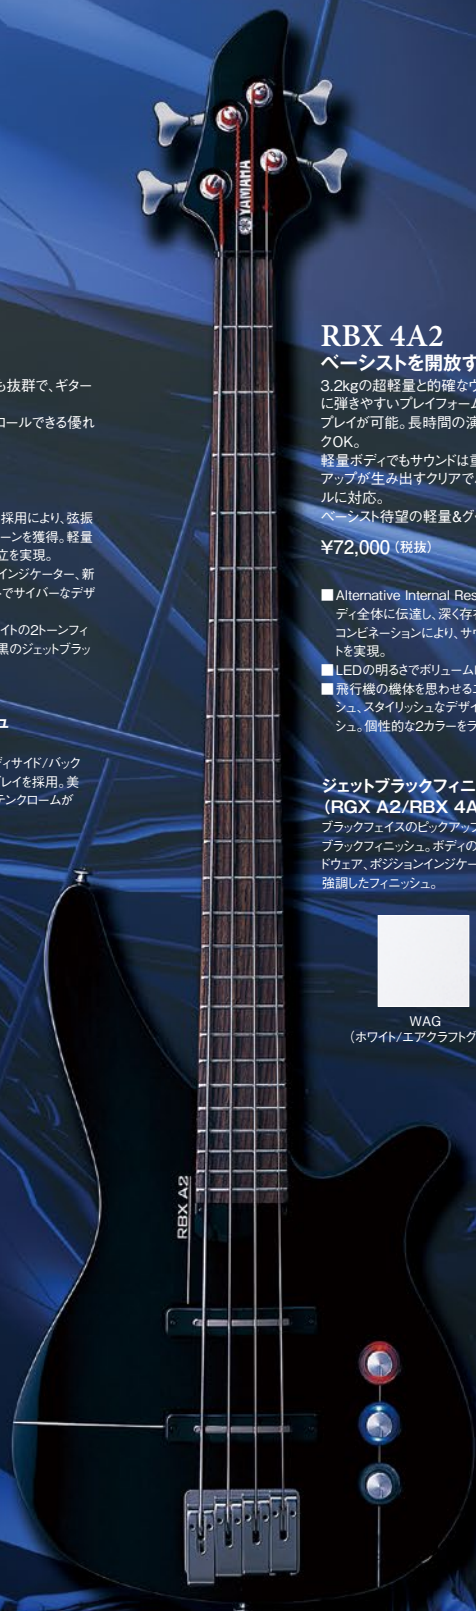 YAMAHA
も抜群で、ギター
ロールできる優れ
採用により、弦振
ーンを獲得。軽量
立を実現。
インジケーター、新
でサイバーなデザ
イトの2トーンフィ
黒のジェットブラッ
ュ
ディサイド/バック
レイを採用。美
テンクロームが
RBX 4A2
ベーシストを開放す
3.2kgの超軽量と的確なウ
に弾きやすいプレイフォーム
プレイが可能。長時間の演
クOK。
軽量ボディでもサウンドは重
アップが生み出すクリアで
ルに対応。
ベーシスト待望の軽量&グ
¥72,000（税抜）
■Alternative Internal Res
ディ全体に伝達し、深く存
コンビネーションにより、サ
トを実現。
■LEDの明るさでボリューム
■飛行機の機体を思わせる
シュ、スタイリッシュなデザイ
シュ。個性的な2カラーをラ
ジェットブラックフィニ
（RGX A2/RBX 4A
ブラックフェイスのピックアップ
ブラックフィニッシュ。ボディの
ドウェア、ポジションインジケー
強調したフィニッシュ。
WAG
（ホワイト/エアクラフトグ
RBX A2